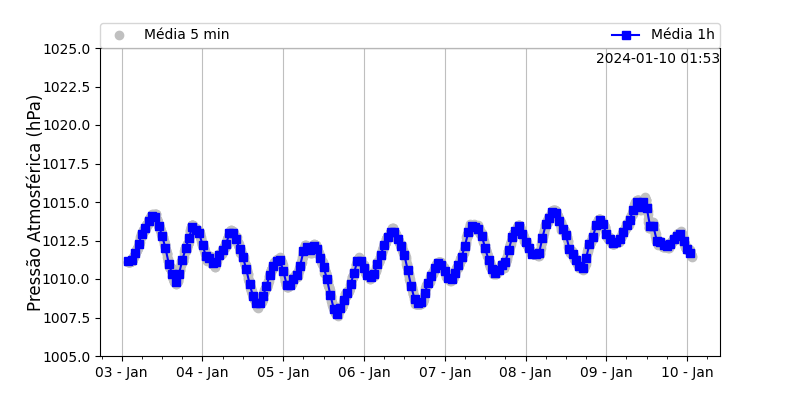 Média 5 min
Média 1h
2024-01-10 01:53
Pressão Atmosférica (hPa)
1025.0
1022.5
1020.0
1017.5
1015.0
1012.5
1010.0
1007.5
1005.0
03 - Jan
04 - Jan
05 - Jan
06 - Jan
07 - Jan
08 - Jan
09 - Jan
10 - Jan